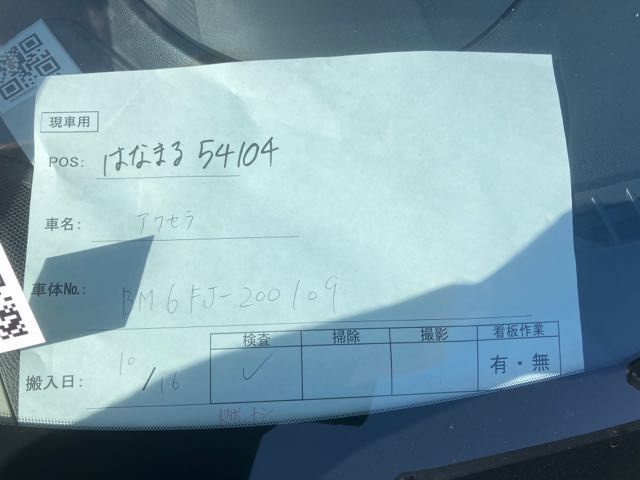 現車用
POS: はなまる 54104
車名: アクセラ
車体No.: BM6FJ-200109
検査 掃除 撮影 看板作業
搬入日: 10/16 ✓ 有・無